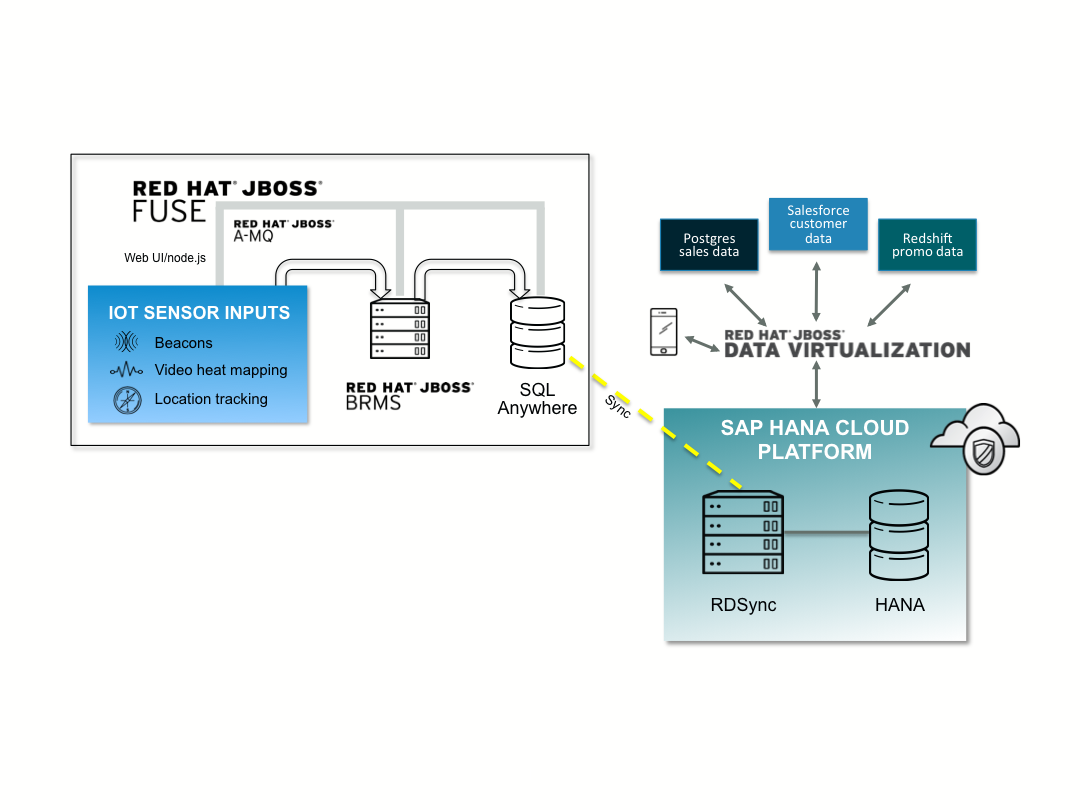 RED HAT® JBOSS®
FUSE
RED HAT® JBOSS®
A-MQ
Web UI/node.js
IOT SENSOR INPUTS
Beacons
Video heat mapping
Location tracking
RED HAT® JBOSS®
BRMS
SQL
Anywhere
Sync
Postgres
sales data
Salesforce
customer
data
Redshift
promo data
RED HAT® JBOSS®
DATA VIRTUALIZATION
SAP HANA CLOUD
PLATFORM
RDSync
HANA